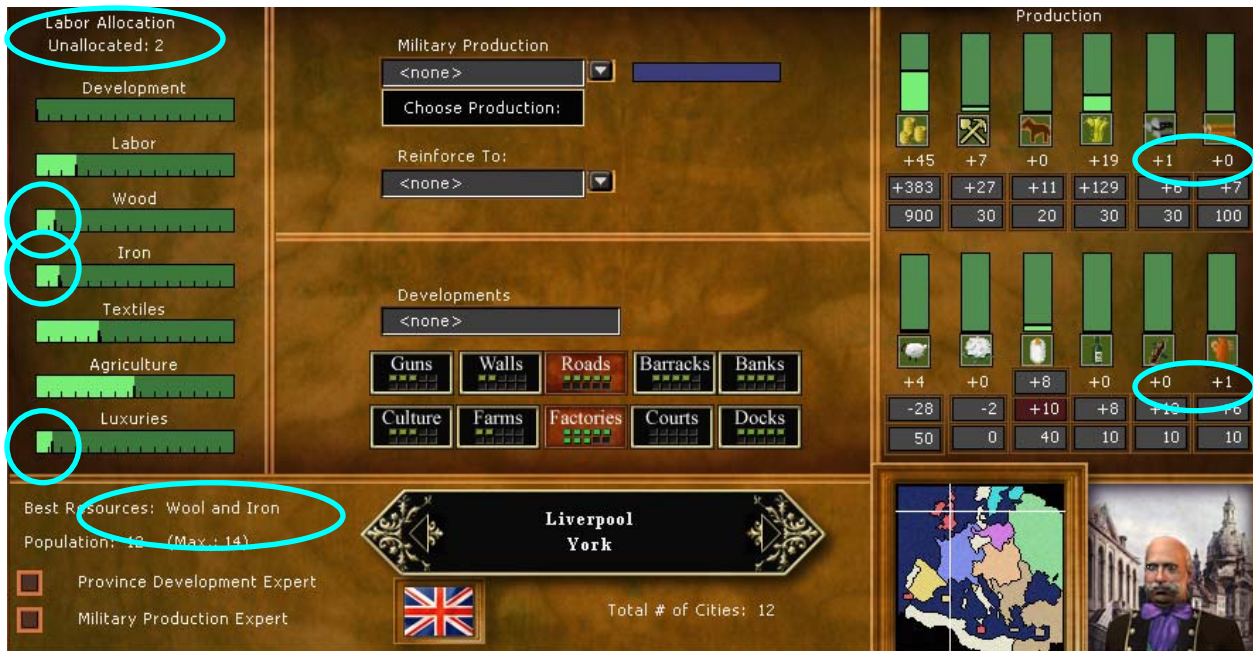 Labor Allocation
Unallocated: 2
Development
Labor
Wood
Iron
Textiles
Agriculture
Luxuries
Military Production
<none>
Choose Production:
Reinforce To:
<none>
Developments
<none>
Guns Walls Roads Barracks Banks
Culture Farms Factories Courts Docks
Production
+45 +7 +0 +19 +1 +0
+383 +27 +11 +129 +6 +7
900 30 20 30 30 100
+4 +0 +8 +0 +0 +1
-28 -2 +10 +8 +6
50 0 40 10 10 10
Best Resources: Wool and Iron
Population: 12 (Max.: 14)
Province Development Expert
Military Production Expert
Liverpool
York
Total # of Cities: 12